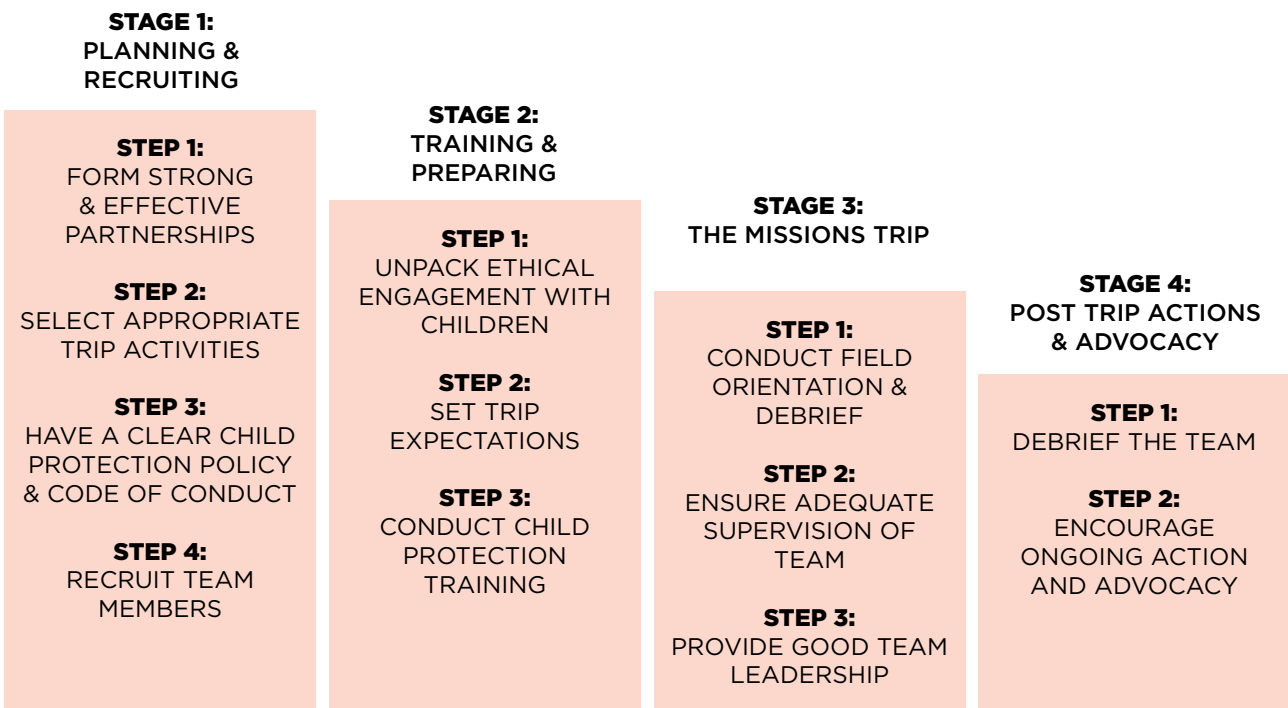 STAGE 1:
PLANNING &
RECRUITING
STEP 1:
FORM STRONG
& EFFECTIVE
PARTNERSHIPS
STEP 2:
SELECT APPROPRIATE
TRIP ACTIVITIES
STEP 3:
HAVE A CLEAR CHILD
PROTECTION POLICY
& CODE OF CONDUCT
STEP 4:
RECRUIT TEAM
MEMBERS
STAGE 2:
TRAINING &
PREPARING
STEP 1:
UNPACK ETHICAL
ENGAGEMENT WITH
CHILDREN
STEP 2:
SET TRIP
EXPECTATIONS
STEP 3:
CONDUCT CHILD
PROTECTION
TRAINING
STAGE 3:
THE MISSIONS TRIP
STEP 1:
CONDUCT FIELD
ORIENTATION &
DEBRIEF
STEP 2:
ENSURE ADEQUATE
SUPERVISION OF
TEAM
STEP 3:
PROVIDE GOOD TEAM
LEADERSHIP
STAGE 4:
POST TRIP ACTIONS
& ADVOCACY
STEP 1:
DEBRIEF THE TEAM
STEP 2:
ENCOURAGE
ONGOING ACTION
AND ADVOCACY